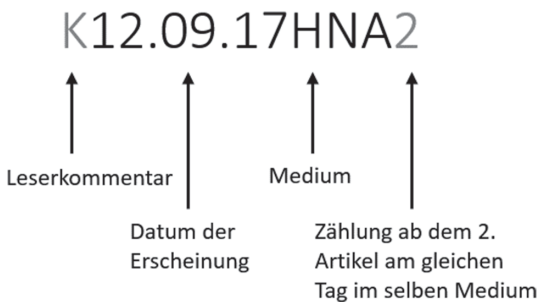 K12.09.17HNA2
Leserkommentar
Medium
Datum der
Erscheinung
Zählung ab dem 2.
Artikel am gleichen
Tag im selben Medium